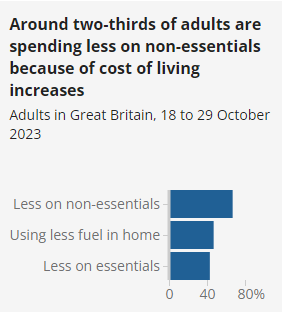 Around two-thirds of adults are
spending less on non-essentials
because of cost of living
increases
Adults in Great Britain, 18 to 29 October
2023
Less on non-essentials
Using less fuel in home
Less on essentials
0 40 80%